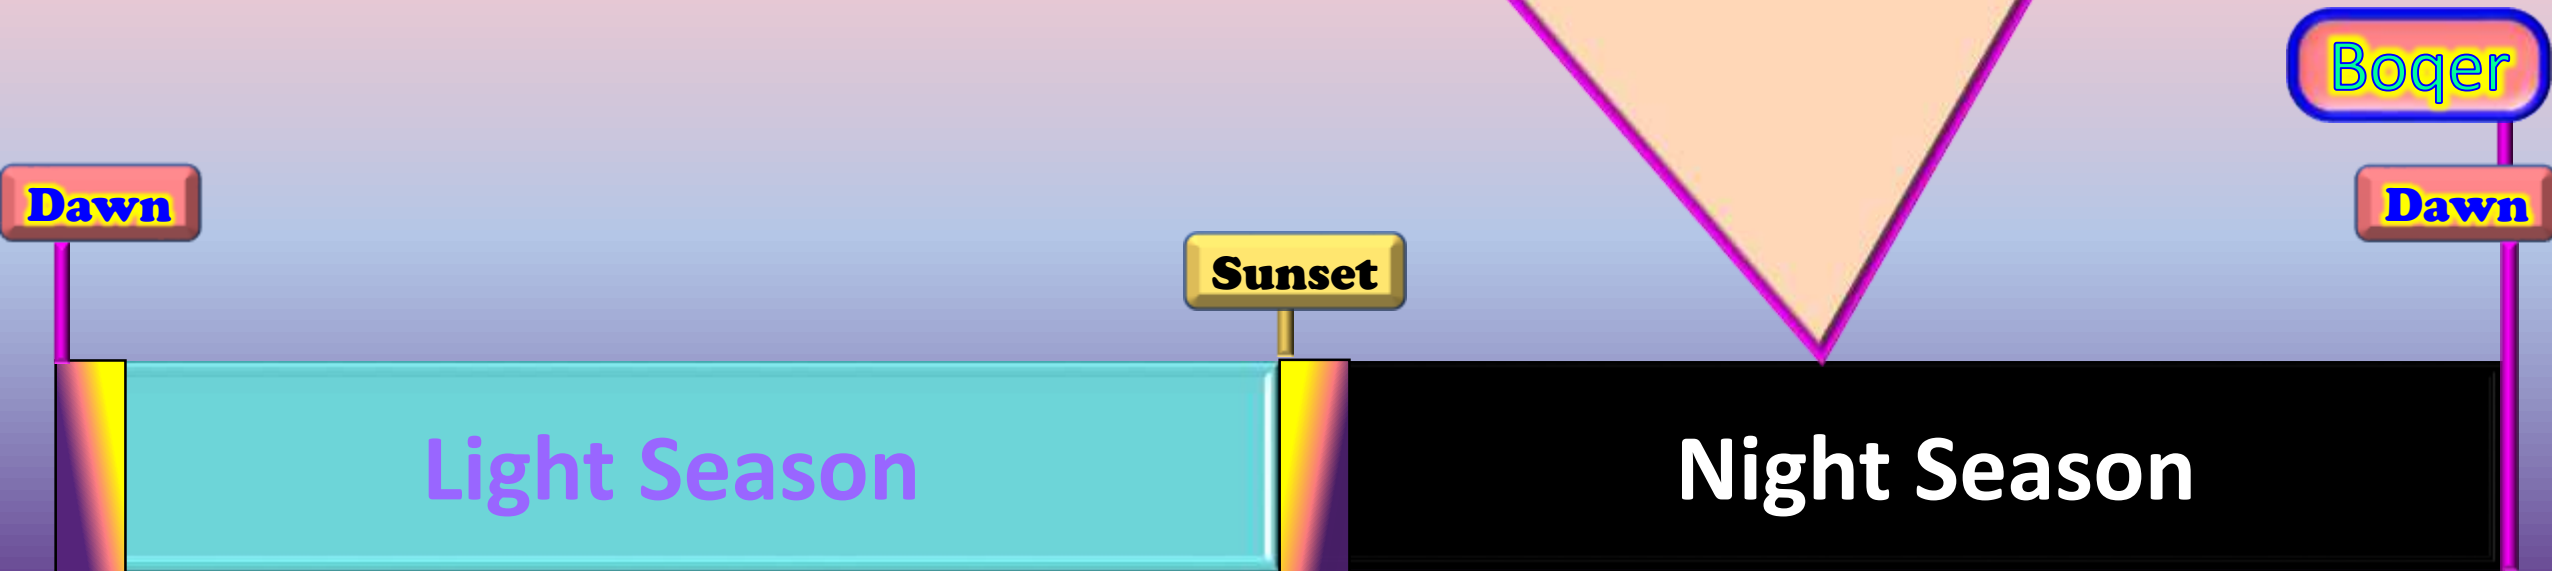 Boqer
Dawn
Dawn
Sunset
Light Season
Night Season